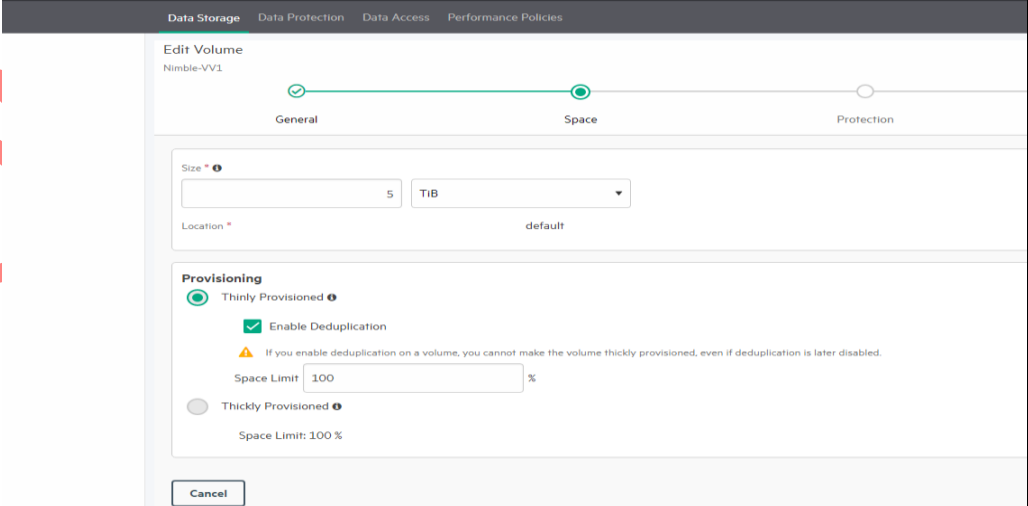 Data Storage Data Protection Data Access Performance Policies
Edit Volume
Nimble-VV1
General Space Protection
Size *
5 TiB
Location * default
Provisioning
Thinly Provisioned
Enable Deduplication
If you enable deduplication on a volume, you cannot make the volume thickly provisioned, even if deduplication is later disabled.
Space Limit 100 %
Thickly Provisioned
Space Limit: 100 %
Cancel